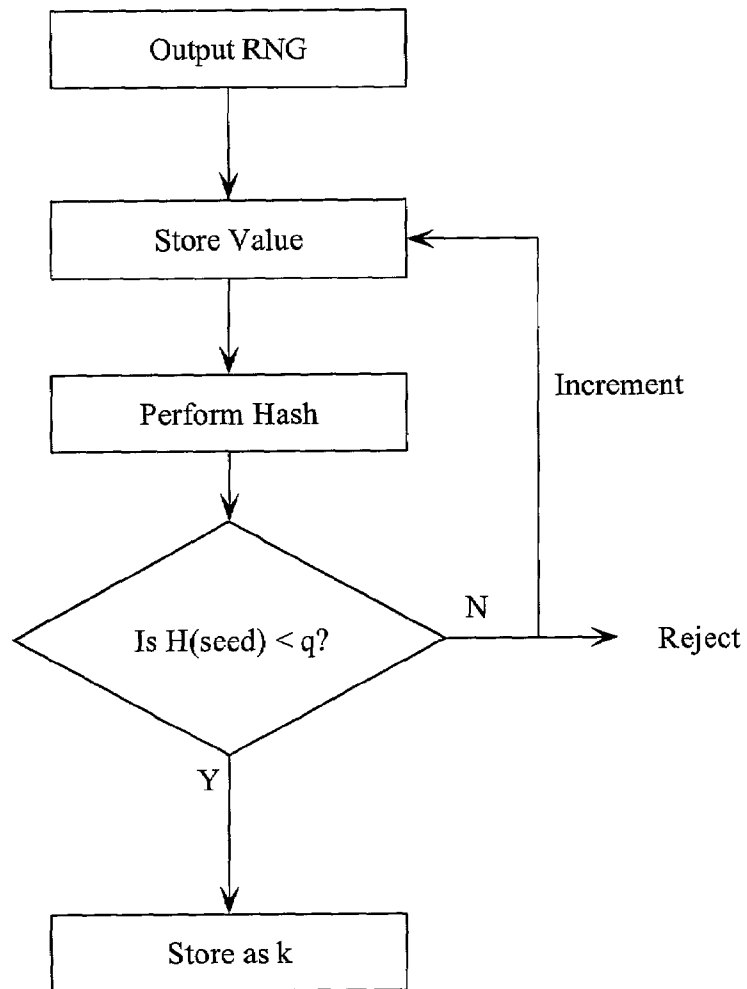 Output RNG
Store Value
Increment
Perform Hash
N
Is H(seed) < q?
Reject
Y
Store as k